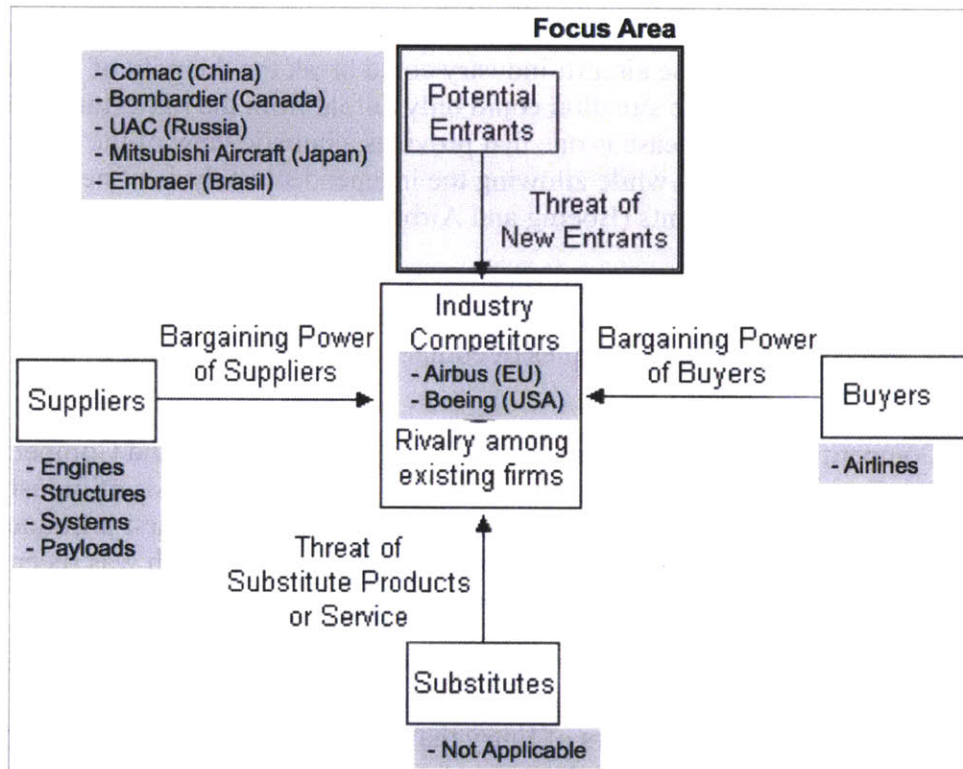 Focus Area
- Comac (China)
- Bombardier (Canada)
- UAC (Russia)
- Mitsubishi Aircraft (Japan)
- Embraer (Brasil)
Potential
Entrants
Threat of
New Entrants
Industry
Competitors
- Airbus (EU)
- Boeing (USA)
Rivalry among
existing firms
Bargaining Power
of Suppliers
Suppliers
- Engines
- Structures
- Systems
- Payloads
Bargaining Power
of Buyers
Buyers
- Airlines
Threat of
Substitute Products
or Service
Substitutes
- Not Applicable